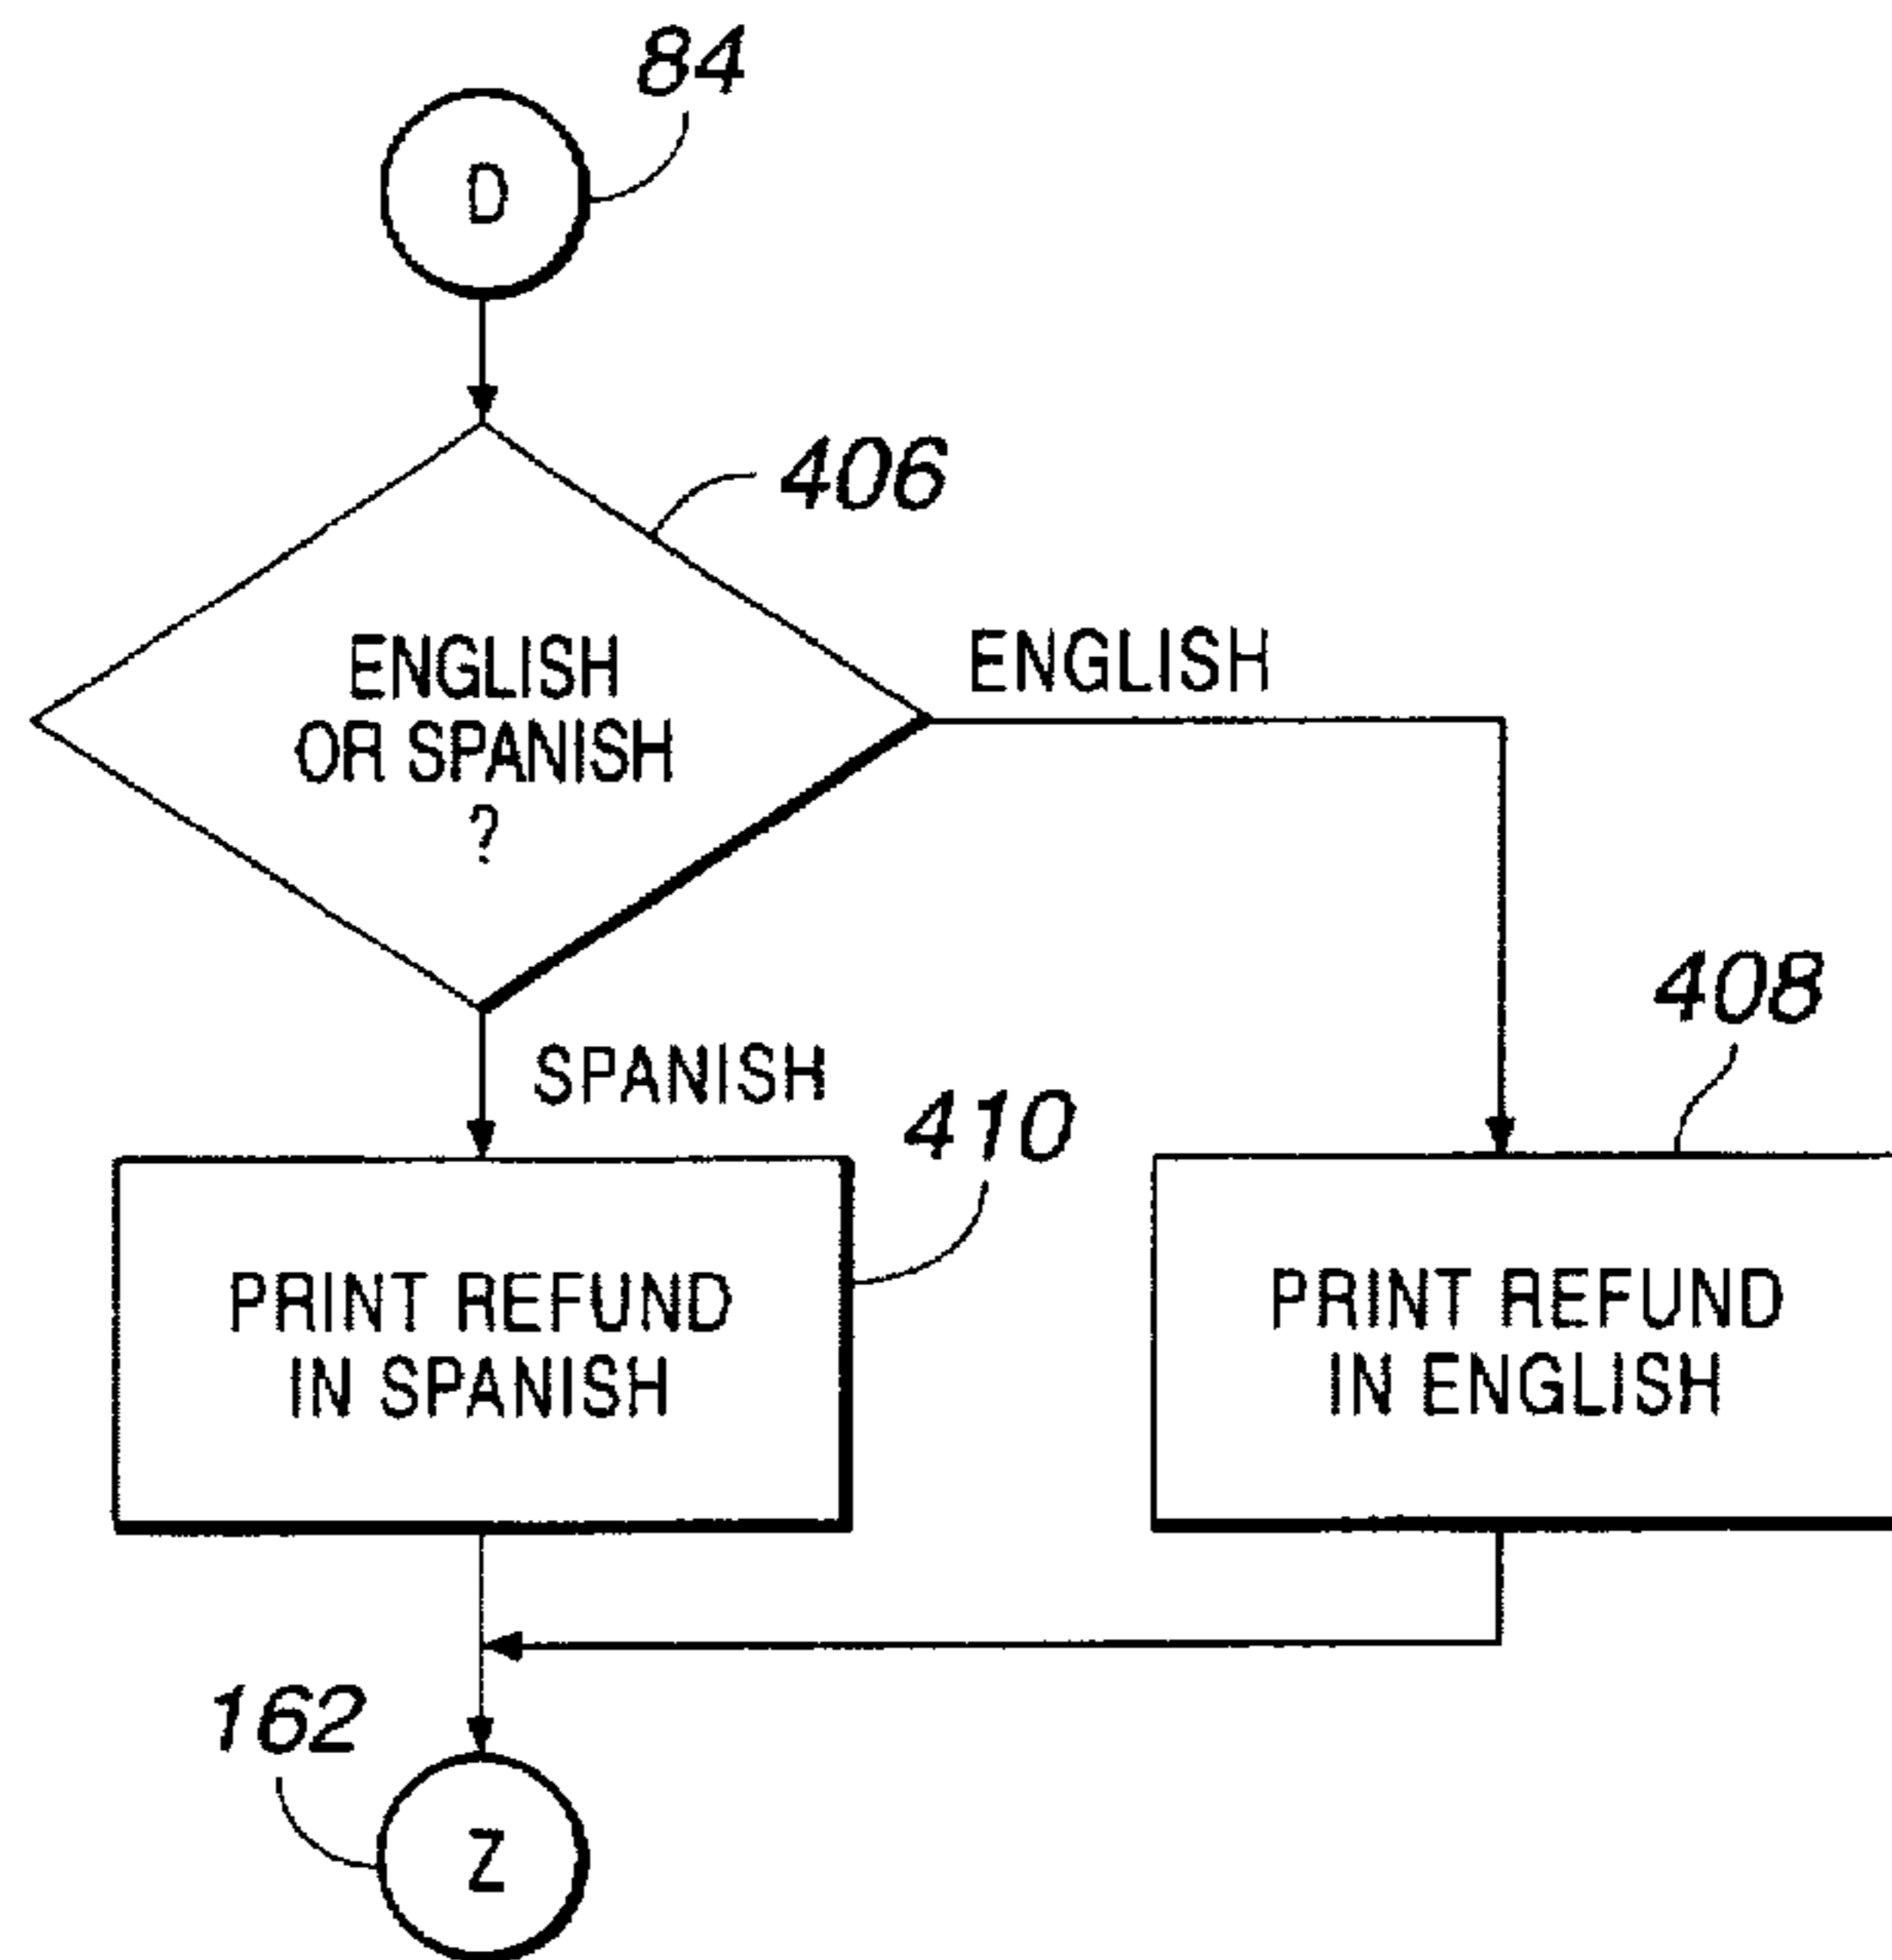 84
D
406
ENGLISH
OR SPANISH
?
ENGLISH
SPANISH
408
410
PRINT REFUND
IN SPANISH
PRINT REFUND
IN ENGLISH
162
Z